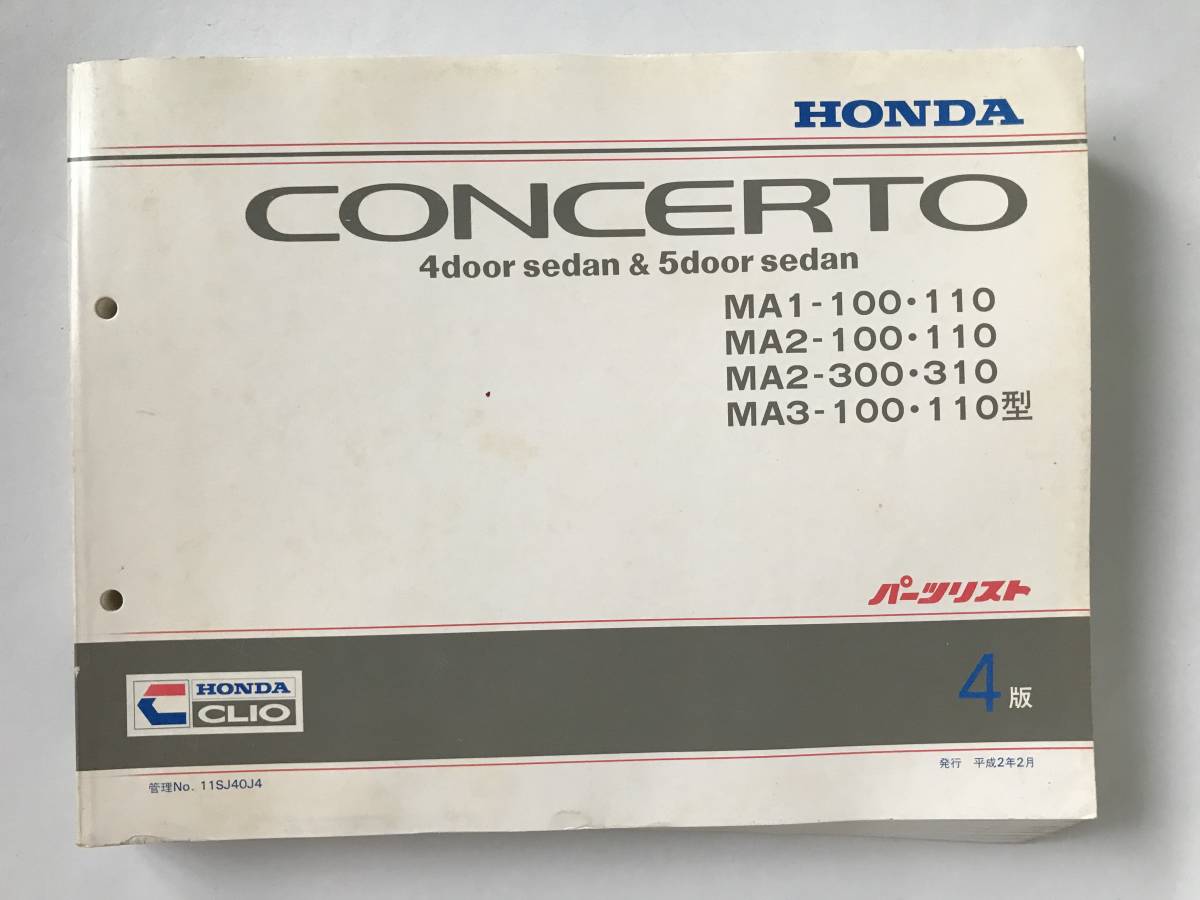 HONDA
CONCERTO
4door sedan & 5door sedan
MA1-100・110
MA2-100・110
MA2-300・310
MA3-100・110型
パーツリスト
HONDA
CLIO
4版
発行 平成2年2月
管理No. 11SJ40J4